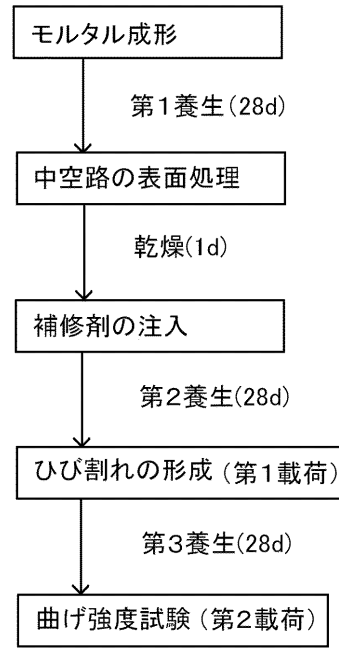 モルタル成形
第1養生(28d)
中空路の表面処理
乾燥(1d)
補修剤の注入
第2養生(28d)
ひび割れの形成(第1載荷)
第3養生(28d)
曲げ強度試験(第2載荷)